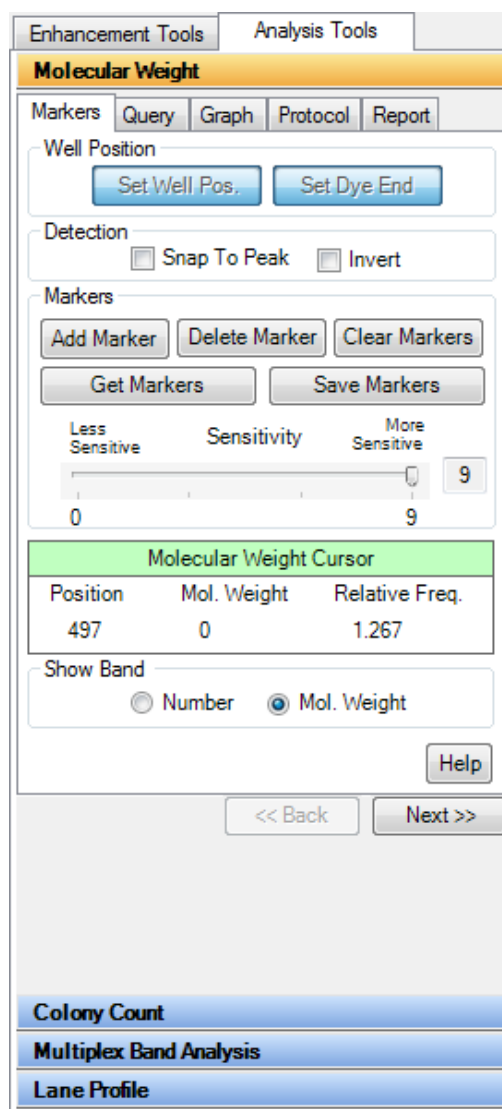 Enhancement Tools Analysis Tools
Molecular Weight
Markers Query Graph Protocol Report
Well Position
Set Well Pos. Set Dye End
Detection
Snap To Peak Invert
Markers
Add Marker Delete Marker Clear Markers
Get Markers Save Markers
Less Sensitive Sensitivity More Sensitive
9
0 9
Molecular Weight Cursor
Position Mol. Weight Relative Freq.
497 0 1.267
Show Band
Number Mol. Weight
Help
<< Back Next >>
Colony Count
Multiplex Band Analysis
Lane Profile